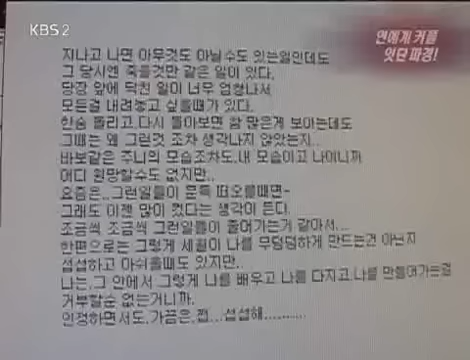 KBS2
연예계 커플
잇단 파경!
지나고 나면 아무것도 아닐수도 있는일인데도
그 당시엔 죽을것만 같은 일이 있다.
당장 앞에 닥친 일이 너무 엄청나서
모든걸 내려놓고 싶을때가 있다.
한숨 돌리고.다시 돌아보면 참 많은게 보이는데도
그때는 왜 그런것 조차 생각나지 않았는지..
바보같은 주니의 모습조차도.내 모습이고 나이니까
어디 원망할수도 없지만..
요즘은...그런일들이 문득 떠오를때면-
그래도 이젠 많이 컸다는 생각이 든다.
조금씩 조금씩 그런일들이 줄어가는거 같아서...
한편으로는 그렇게 세월이 나를 무덤덤하게 만드는건 아닌지
섭섭하고 아쉬울때도 있지만..
나는.그 안에서 그렇게 나를 배우고 나를 다지고.나를 만들어가는걸
거부할순 없는거니까.
인정하면서도.가끔은.쩝...섭섭해..........